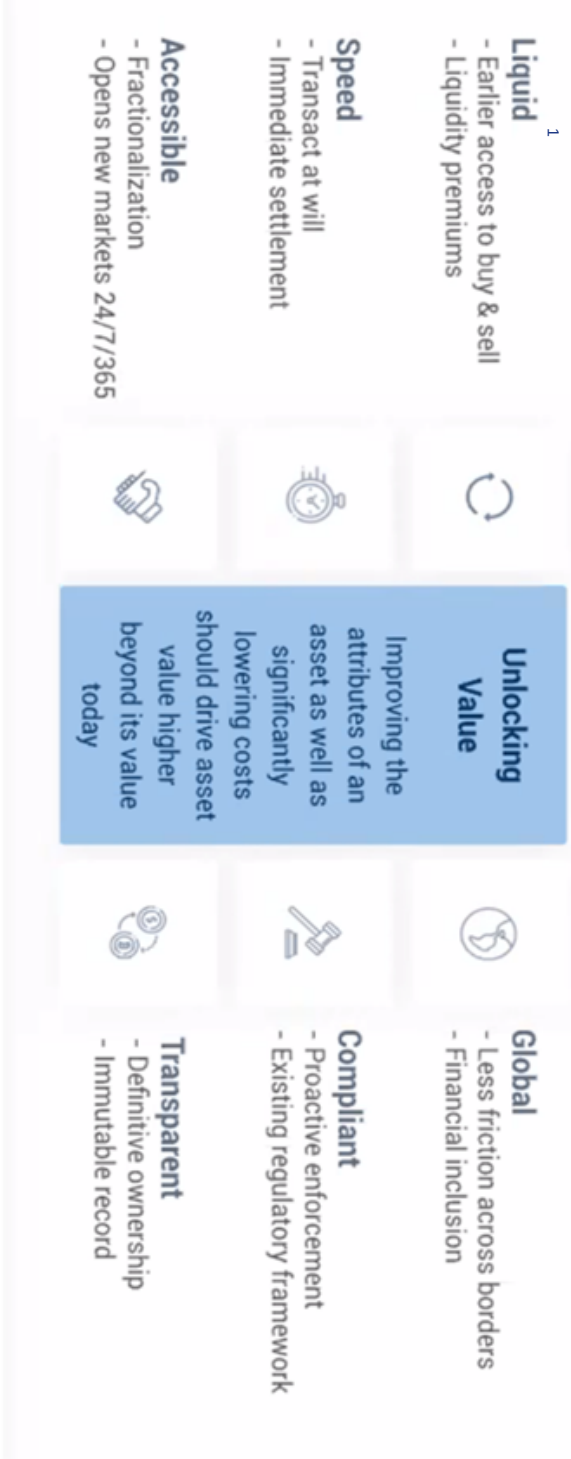 1
Liquid
- Earlier access to buy & sell
- Liquidity premiums
Speed
- Transact at will
- Immediate settlement
Accessible
- Fractionalization
- Opens new markets 24/7/365
Unlocking
Value
Improving the
attributes of an
asset as well as
significantly
lowering costs
should drive asset
value higher
beyond its value
today
Global
- Less friction across borders
- Financial inclusion
Compliant
- Proactive enforcement
- Existing regulatory framework
Transparent
- Definitive ownership
- Immutable record